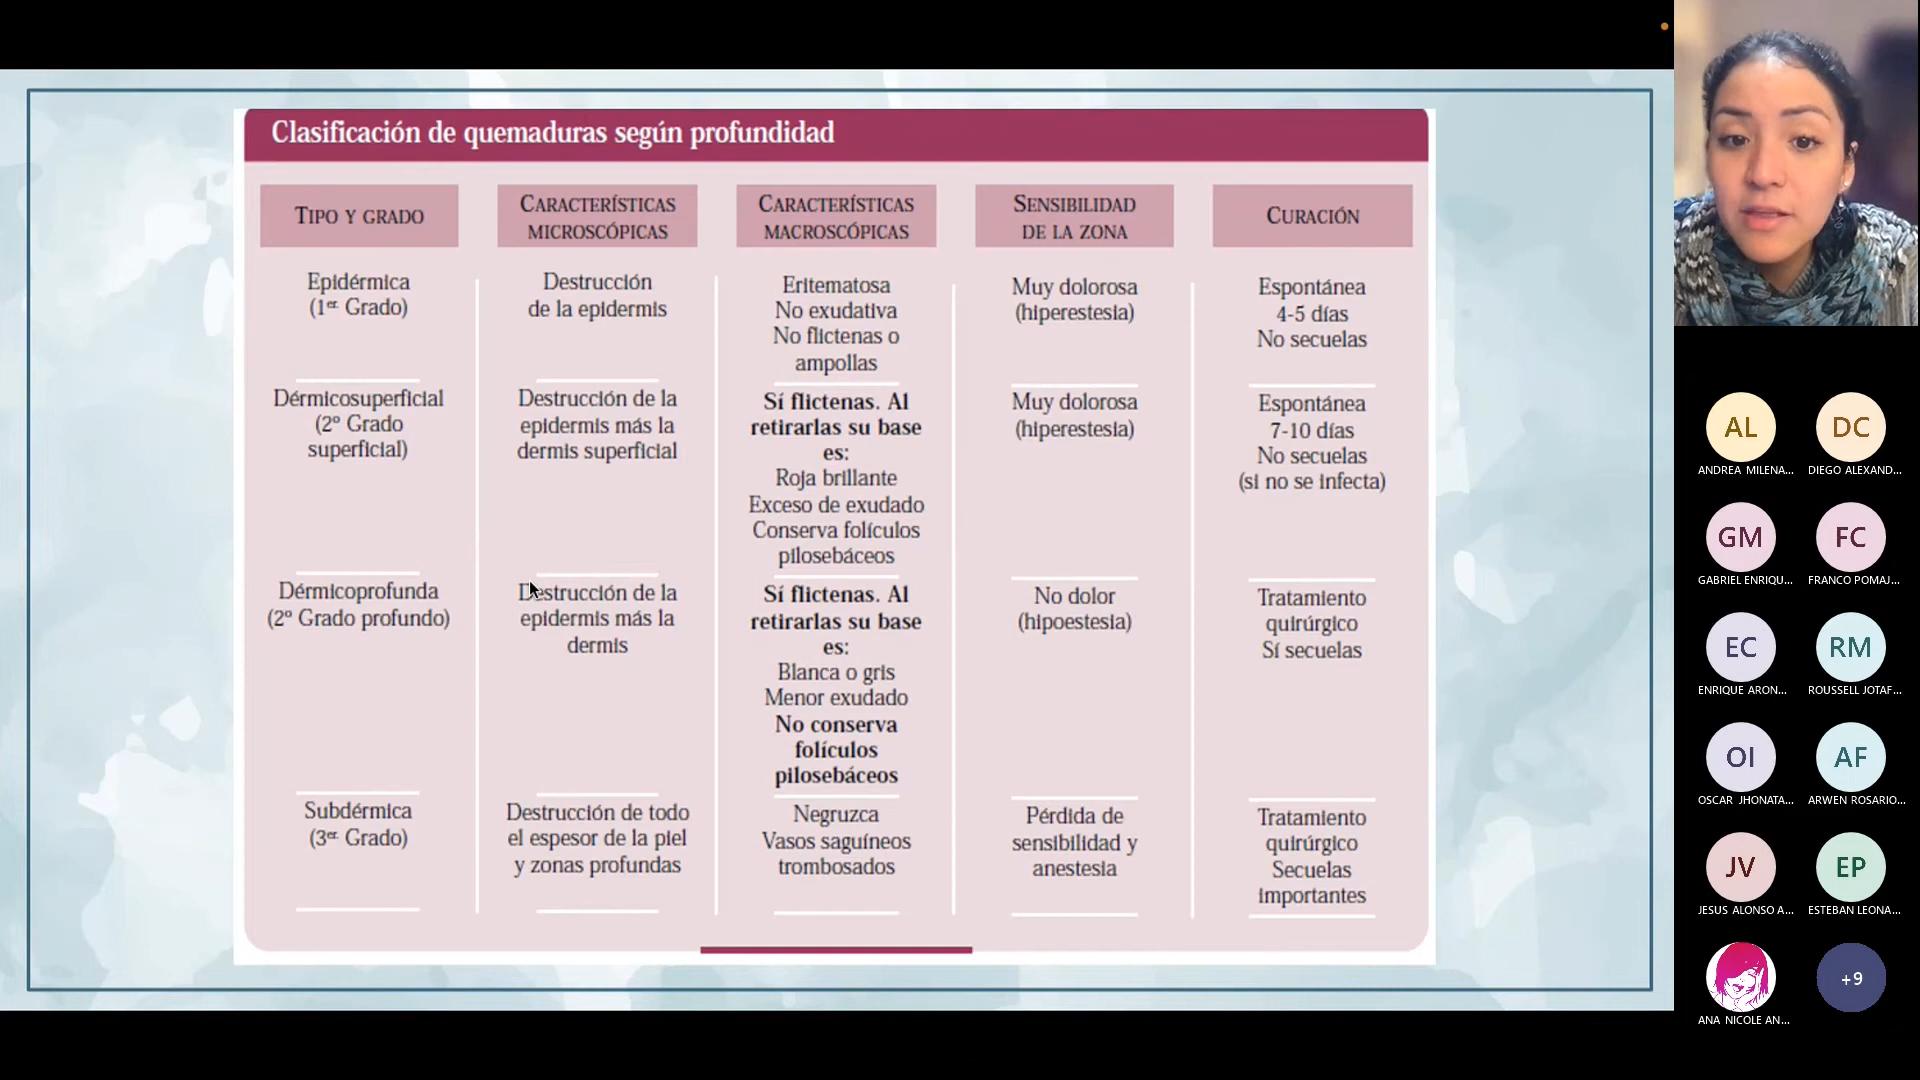 Clasificación de quemaduras según profundidad
TIPO Y GRADO
CARACTERÍSTICAS
MICROSCÓPICAS
CARACTERÍSTICAS
MACROSCÓPICAS
SENSIBILIDAD
DE LA ZONA
CURACIÓN
Epidérmica
(1er Grado)
Destrucción
de la epidermis
Eritematosa
No exudativa
No flictenas o
ampollas
Muy dolorosa
(hiperestesia)
Espontánea
4-5 días
No secuelas
Dérmicosuperficial
(2º Grado
superficial)
Destrucción de la
epidermis más la
dermis superficial
Sí flictenas. Al
retirarlas su base
es:
Roja brillante
Exceso de exudado
Conserva folículos
pilosebáceos
Muy dolorosa
(hiperestesia)
Espontánea
7-10 días
No secuelas
(si no se infecta)
Dérmicoprofunda
(2º Grado profundo)
Destrucción de la
epidermis más la
dermis
Sí flictenas. Al
retirarlas su base
es:
Blanca o gris
Menor exudado
No conserva
folículos
pilosebáceos
No dolor
(hipoestesia)
Tratamiento
quirúrgico
Sí secuelas
Subdérmica
(3er Grado)
Destrucción de todo
el espesor de la piel
y zonas profundas
Negruzca
Vasos saguíneos
trombosados
Pérdida de
sensibilidad y
anestesia
Tratamiento
quirúrgico
Secuelas
importantes
AL
ANDREA MILENA...
DC
DIEGO ALEXAND...
GM
GABRIEL ENRIQU...
FC
FRANCO POMAJ...
EC
ENRIQUE ARON...
RM
ROUSSELL JOTAF...
OI
OSCAR JHONATA...
AF
ARWEN ROSARIO...
JV
JESUS ALONSO A...
EP
ESTEBAN LEONA...
ANA NICOLE AN...
+9